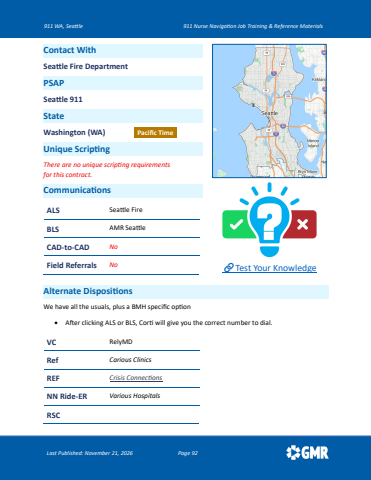 911 WA, Seattle
911 Nurse Navigation Job Training & Reference Materials
Contact With
Seattle Fire Department
PSAP
Seattle 911
State
Washington (WA) Pacific Time
Unique Scripting
There are no unique scripting requirements
for this contract.
Communications
ALS Seattle Fire
BLS AMR Seattle
CAD-to-CAD No
Field Referrals No
Seattle
Mercer
Island
?
Test Your Knowledge
Alternate Dispositions
We have all the usuals, plus a BMH specific option
• After clicking ALS or BLS, Corti will give you the correct number to dial.
VC RelyMD
Ref Carious Clinics
REF Crisis Connections
NN Ride-ER Various Hospitals
RSC
Last Published: November 21, 2026
Page 92
GMR